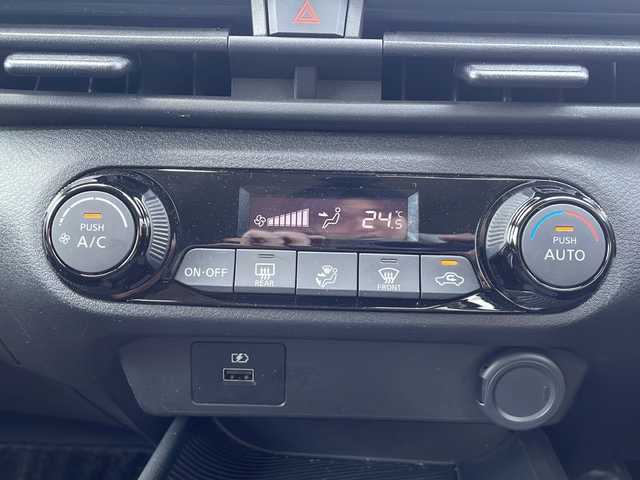 24.5 °C
PUSH
A/C
PUSH
AUTO
ON·OFF
REAR
FRONT